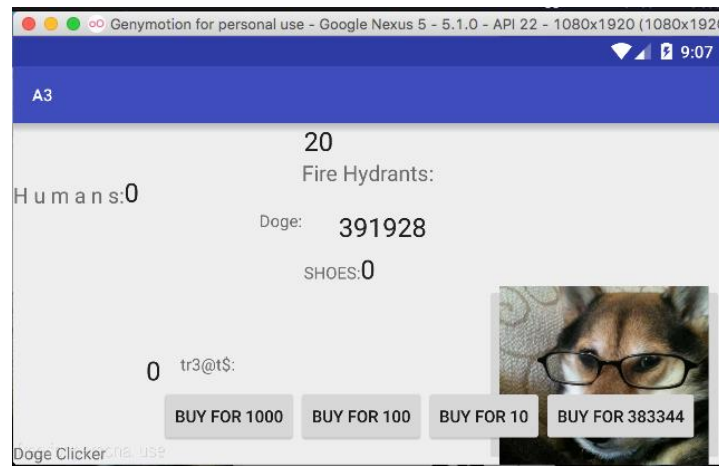 Genymotion for personal use - Google Nexus 5 - 5.1.0 - API 22 - 1080x1920 (1080x192
9:07
A3
20
Fire Hydrants:
H u m a n s:0
Doge: 391928
SHOES:0
0 tr3@t$:
BUY FOR 1000 BUY FOR 100 BUY FOR 10 BUY FOR 383344
Doge Clicker